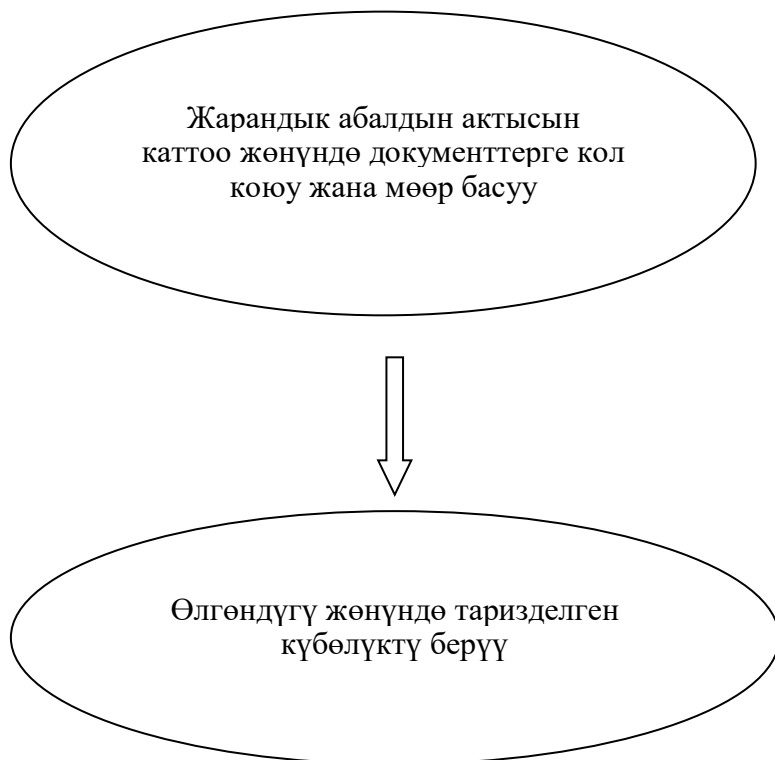 Жарандык абалдын актысын
каттоо жөнүндө документтерге кол
коюу жана мөөр басуу
Өлгөндүгү жөнүндө таризделген
күбөлүктү берүү